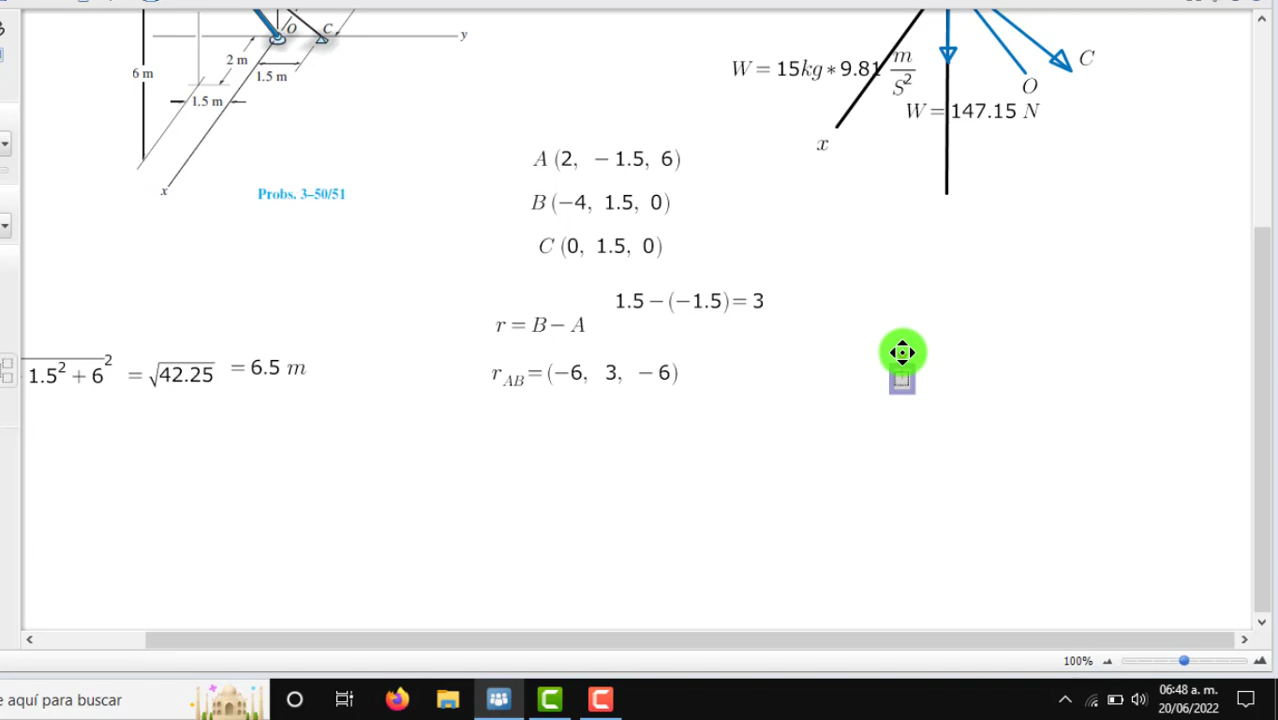 O
C
y
2 m
1.5 m
6 m
1.5 m
x
Probs. 3–50/51
C
O
W = 15kg * 9.81 m/S²
W = 147.15 N
x
A (2, − 1.5, 6)
B (−4, 1.5, 0)
C (0, 1.5, 0)
1.5 − (−1.5) = 3
r = B − A
1.5² + 6² = √42.25 = 6.5 m
r_AB = (−6, 3, − 6)
100%
e aquí para buscar
06:48 a. m.
20/06/2022